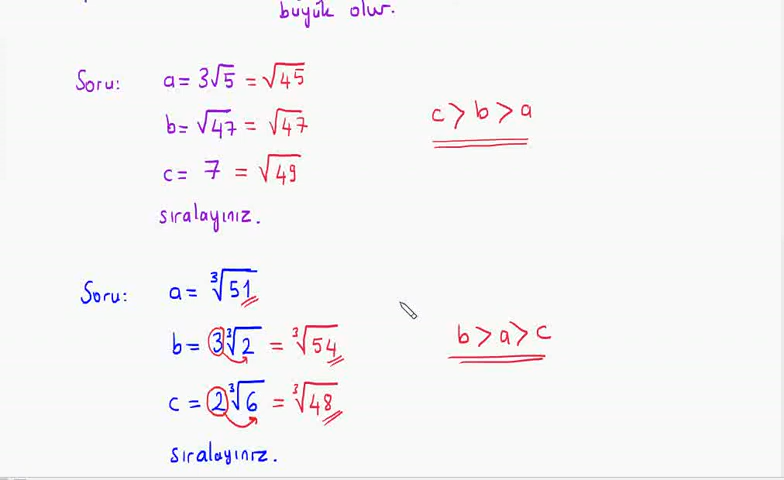 büyük olur.
Soru: a = 3√5 = √45
b = √47 = √47
c > b > a
c = 7 = √49
sıralayınız.
Soru: a = ∛51
b = 3∛2 = ∛54
b > a > c
c = 2∛6 = ∛48
sıralayınız.